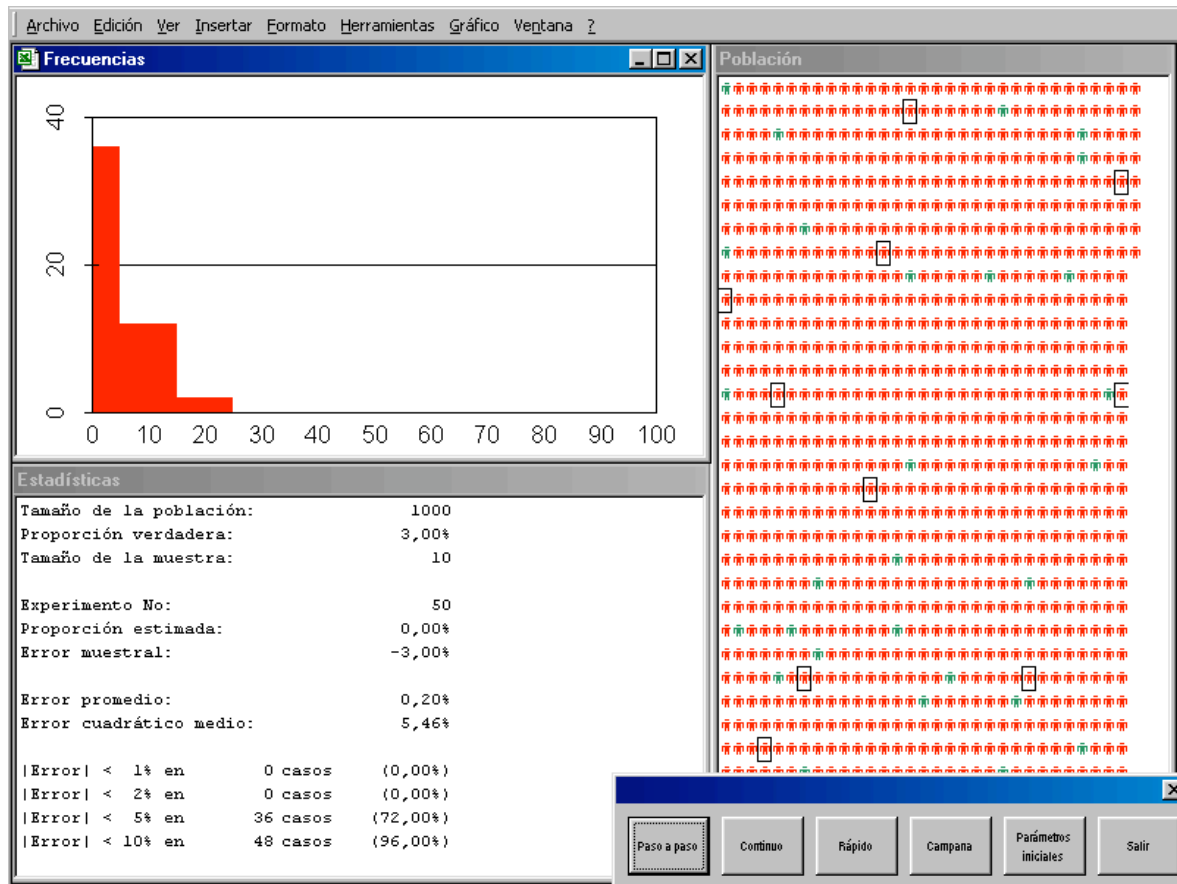 Archivo Edición Ver Insertar Formato Herramientas Gráfico Ventana ?
Frecuencias
40
20
0
0 10 20 30 40 50 60 70 80 90 100
Estadísticas
Tamaño de la población: 1000
Proporción verdadera: 3,00%
Tamaño de la muestra: 10
Experimento No: 50
Proporción estimada: 0,00%
Error muestral: -3,00%
Error promedio: 0,20%
Error cuadrático medio: 5,46%
|Error| < 1% en 0 casos (0,00%)
|Error| < 2% en 0 casos (0,00%)
|Error| < 5% en 36 casos (72,00%)
|Error| < 10% en 48 casos (96,00%)
Población
Paso a paso
Continuo
Rápido
Campana
Parámetros
iniciales
Salir